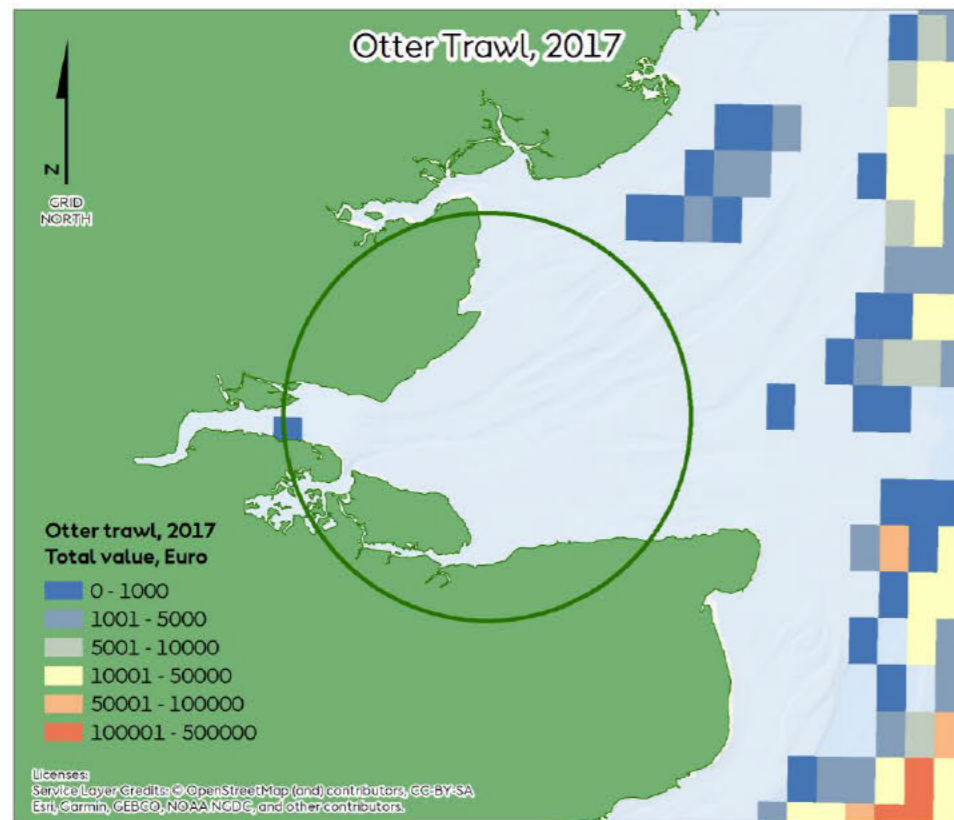 Otter Trawl, 2017
N
GRID
NORTH
Otter trawl, 2017
Total value, Euro
0 - 1000
1001 - 5000
5001 - 10000
10001 - 50000
50001 - 100000
100001 - 500000
Licenses:
Service Layer Credits: © OpenStreetMap (and) contributors, CC-BY-SA
Esri, Garmin, GEBCO, NOAA NGDC, and other contributors.